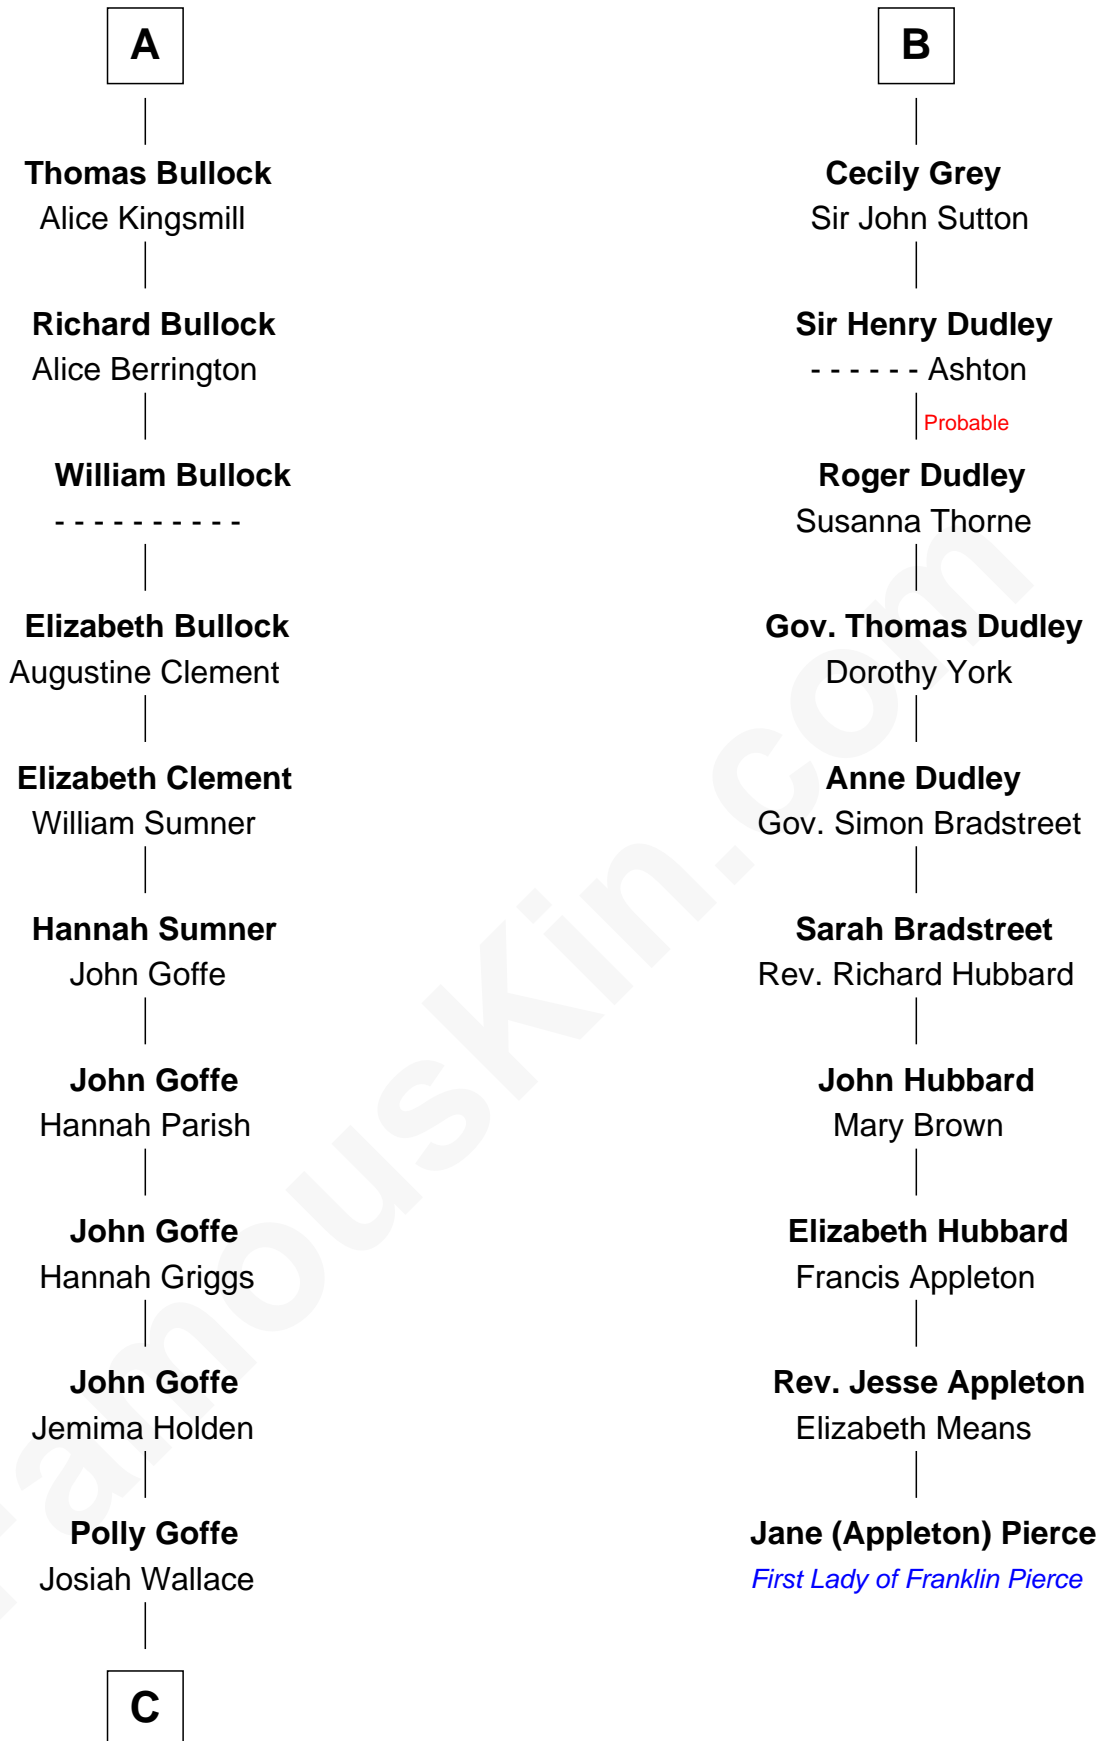 A
Thomas Bullock
Alice Kingsmill
Richard Bullock
Alice Berrington
William Bullock
- - - - - - - - - -
Elizabeth Bullock
Augustine Clement
Elizabeth Clement
William Sumner
Hannah Sumner
John Goffe
John Goffe
Hannah Parish
John Goffe
Hannah Griggs
John Goffe
Jemima Holden
Polly Goffe
Josiah Wallace
C
B
Cecily Grey
Sir John Sutton
Sir Henry Dudley
- - - - - - Ashton
Probable
Roger Dudley
Susanna Thorne
Gov. Thomas Dudley
Dorothy York
Anne Dudley
Gov. Simon Bradstreet
Sarah Bradstreet
Rev. Richard Hubbard
John Hubbard
Mary Brown
Elizabeth Hubbard
Francis Appleton
Rev. Jesse Appleton
Elizabeth Means
Jane (Appleton) Pierce
First Lady of Franklin Pierce
FamousKin.com